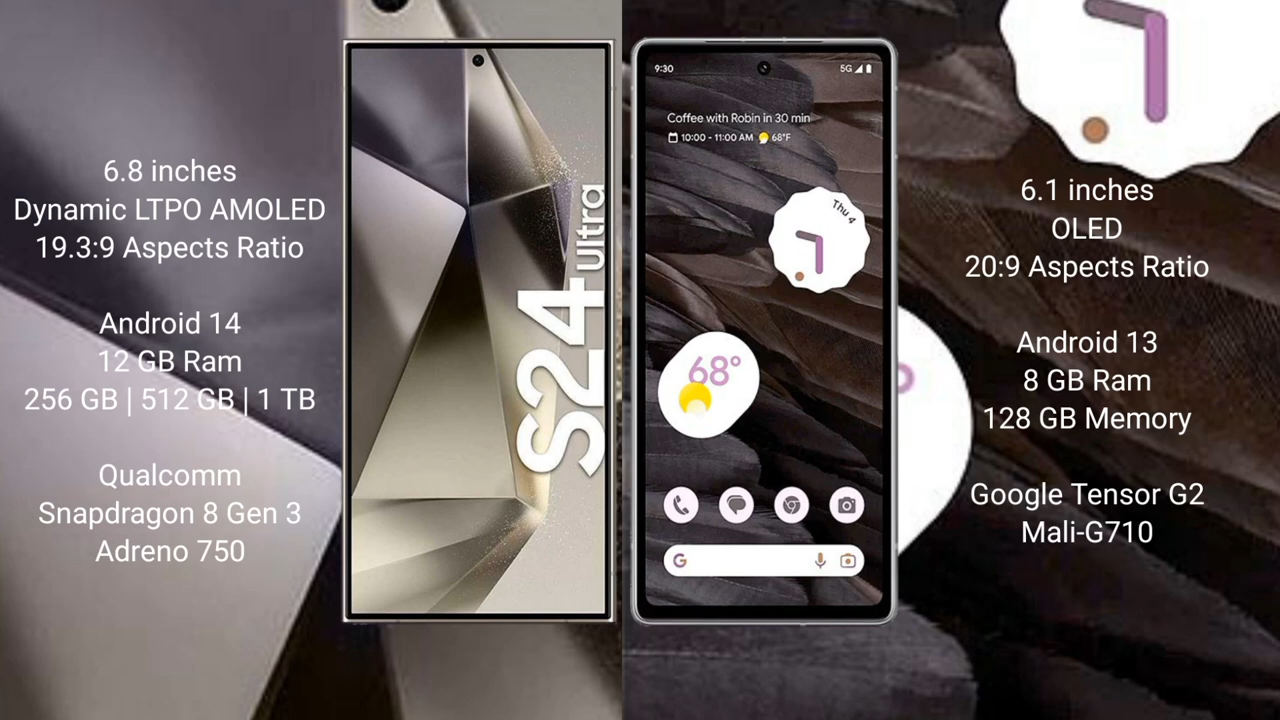 6.8 inches
Dynamic LTPO AMOLED
19.3:9 Aspects Ratio
Android 14
12 GB Ram
256 GB | 512 GB | 1 TB
Qualcomm
Snapdragon 8 Gen 3
Adreno 750
S24 ultra
9:30
5G
Coffee with Robin in 30 min
10:00 - 11:00 AM 68°F
Thu 4
68°
G
6.1 inches
OLED
20:9 Aspects Ratio
Android 13
8 GB Ram
128 GB Memory
Google Tensor G2
Mali-G710